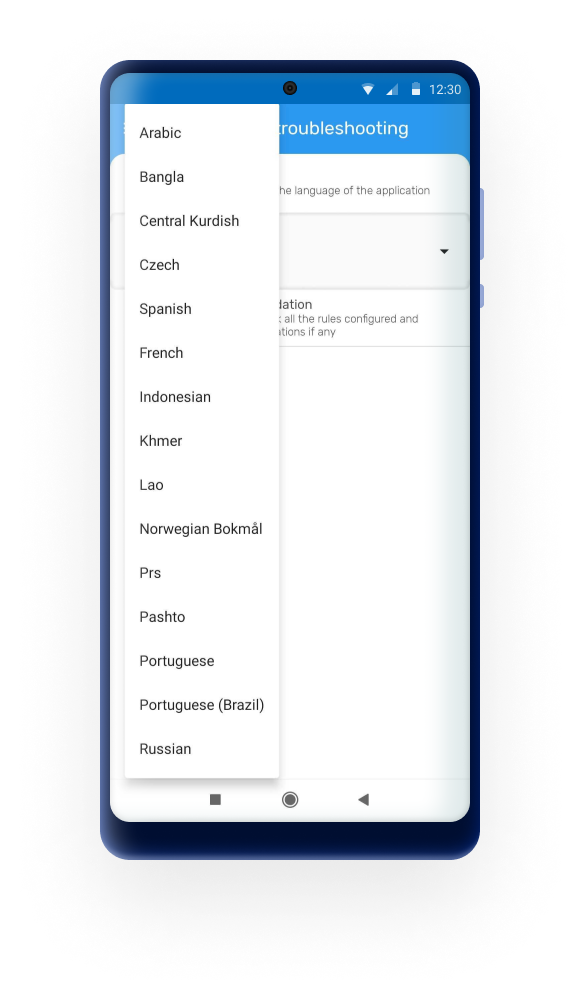 12:30
troubleshooting
Arabic
Bangla
he language of the application
Central Kurdish
Czech
Spanish
dation
all the rules configured and
ations if any
French
Indonesian
Khmer
Lao
Norwegian Bokmål
Prs
Pashto
Portuguese
Portuguese (Brazil)
Russian